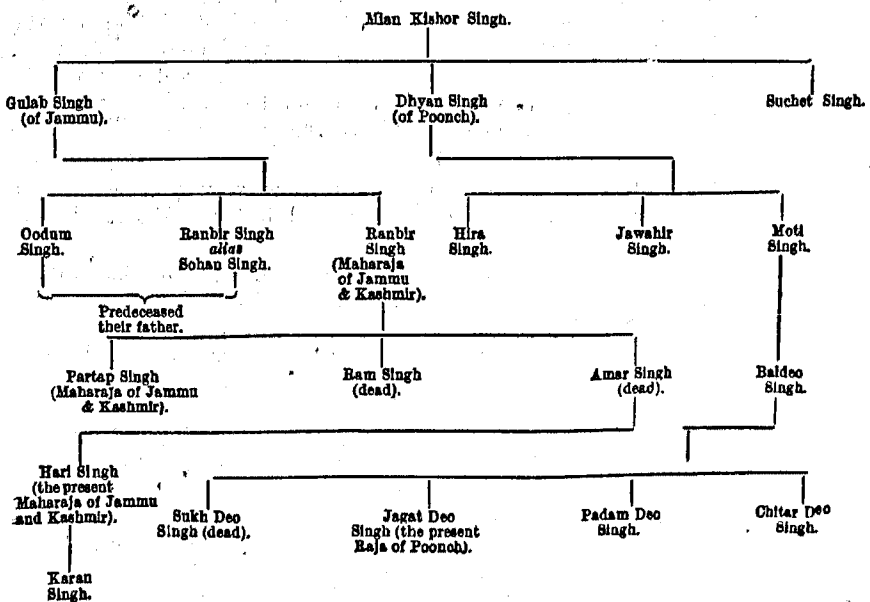 Mian Kishor Singh.
Gulab Singh
(of Jammu).
Dhyan Singh
(of Poonch).
Suchet Singh.
Oodum
Singh.
Ranbir Singh
alias
Sohan Singh.
Ranbir
Singh
(Maharaja
of Jammu
& Kashmir).
Hira
Singh.
Jawahir
Singh.
Moti
Singh.
Predeceased
their father.
Partap Singh
(Maharaja of Jammu
& Kashmir).
Ram Singh
(dead).
Amar Singh
(dead).
Baldeo
Singh.
Hari Singh
(the present
Maharaja of Jammu
and Kashmir).
Sukh Deo
Singh (dead).
Jagat Deo
Singh (the present
Raja of Poonch).
Padam Deo
Singh.
Chitar Deo
Singh.
Karan
Singh.